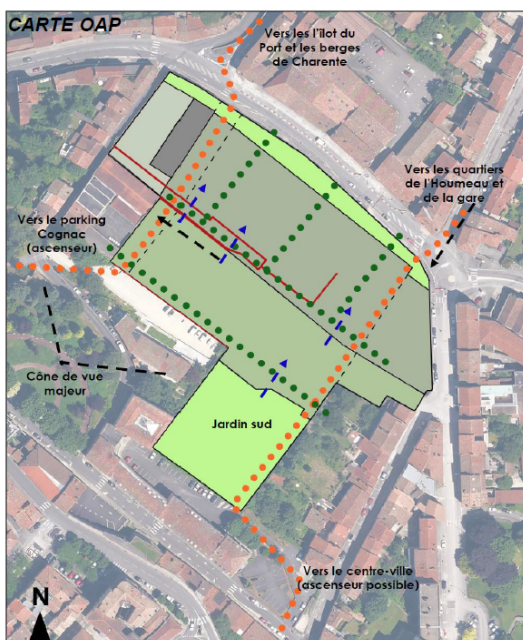 CARTE OAP
Vers les l'îlot du
Port et les berges
de Charente
Vers les quartiers
de l'Houmeau et
de la gare
Vers le parking
Cognac
(ascenseur)
Cône de vue
majeur
Jardin sud
Vers le centre-ville
(ascenseur possible)
N